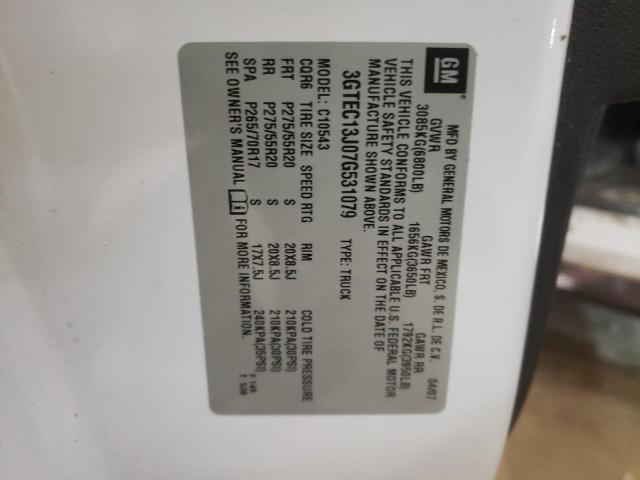 GM
MFD BY GENERAL MOTORS DE MEXICO, S. DE R.L. DE C.V. 04/07
GVWR GAWR FRT GAWR RR
3085KG(6800LB) 1656KG(3650LB) 1792KG(3950LB)
THIS VEHICLE CONFORMS TO ALL APPLICABLE U.S. FEDERAL MOTOR
VEHICLE SAFETY STANDARDS IN EFFECT ON THE DATE OF
MANUFACTURE SHOWN ABOVE.
3GTEC13J07G531079 TYPE: TRUCK
MODEL: C10543
CQR6 TIRE SIZE SPEED RTG RIM COLD TIRE PRESSURE
FRT P275/55R20 S 20X8.5J 210KPA(30PSI)
RR P275/55R20 S 20X8.5J 210KPA(30PSI)
SPA P265/70R17 S 17X7.5J 240KPA(35PSI)
SEE OWNER'S MANUAL FOR MORE INFORMATION.